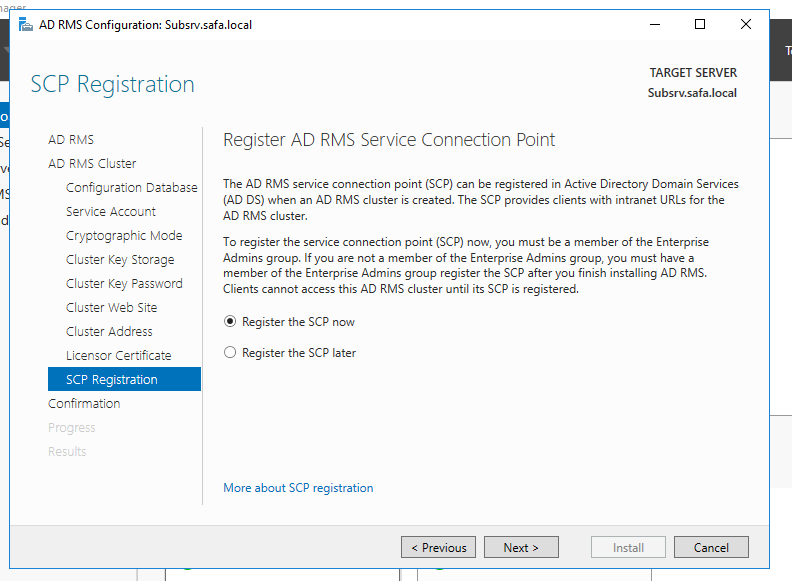 AD RMS Configuration: Subsrv.safa.local
SCP Registration
TARGET SERVER
Subsrv.safa.local
AD RMS
AD RMS Cluster
Configuration Database
Service Account
Cryptographic Mode
Cluster Key Storage
Cluster Key Password
Cluster Web Site
Cluster Address
Licensor Certificate
SCP Registration
Confirmation
Progress
Results
Register AD RMS Service Connection Point
The AD RMS service connection point (SCP) can be registered in Active Directory Domain Services
(AD DS) when an AD RMS cluster is created. The SCP provides clients with intranet URLs for the
AD RMS cluster.
To register the service connection point (SCP) now, you must be a member of the Enterprise
Admins group. If you are not a member of the Enterprise Admins group, you must have a
member of the Enterprise Admins group register the SCP after you finish installing AD RMS.
Clients cannot access this AD RMS cluster until its SCP is registered.
Register the SCP now
Register the SCP later
More about SCP registration
< Previous
Next >
Install
Cancel